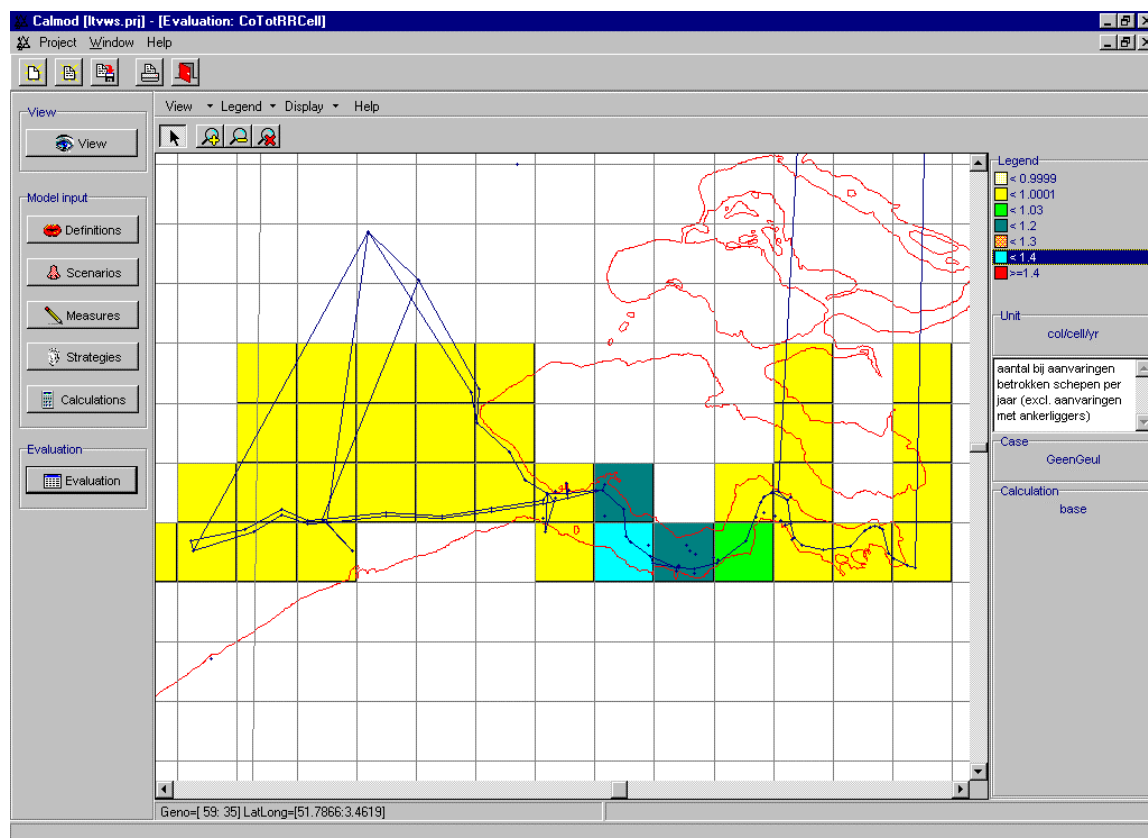 Calmod [ltvws.prj] - [Evaluation: CoTotRRCell]
Project Window Help
View Legend Display Help
View
View
Model input
Definitions
Scenarios
Measures
Strategies
Calculations
Evaluation
Evaluation
Legend
< 0.9999
< 1.0001
< 1.03
< 1.2
< 1.3
< 1.4
>=1.4
Unit
col/cell/yr
aantal bij aanvaringen
betrokken schepen per
jaar (excl. aanvaringen
met ankerliggers)
Case
GeenGeul
Calculation
base
Geno=[ 59: 35] LatLong=[51.7866:3.4619]